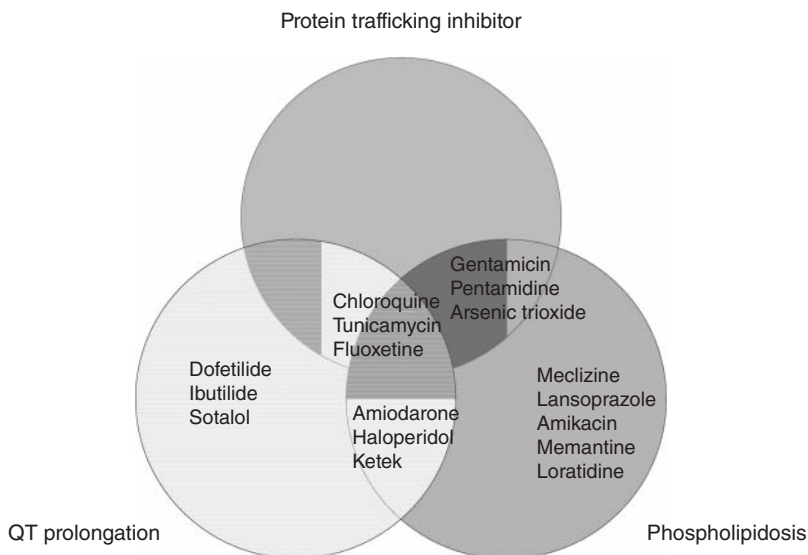 Protein trafficking inhibitor
Gentamicin
Pentamidine
Arsenic trioxide
Chloroquine
Tunicamycin
Fluoxetine
Dofetilide
Ibutilide
Sotalol
Amiodarone
Haloperidol
Ketek
Meclizine
Lansoprazole
Amikacin
Memantine
Loratidine
QT prolongation
Phospholipidosis